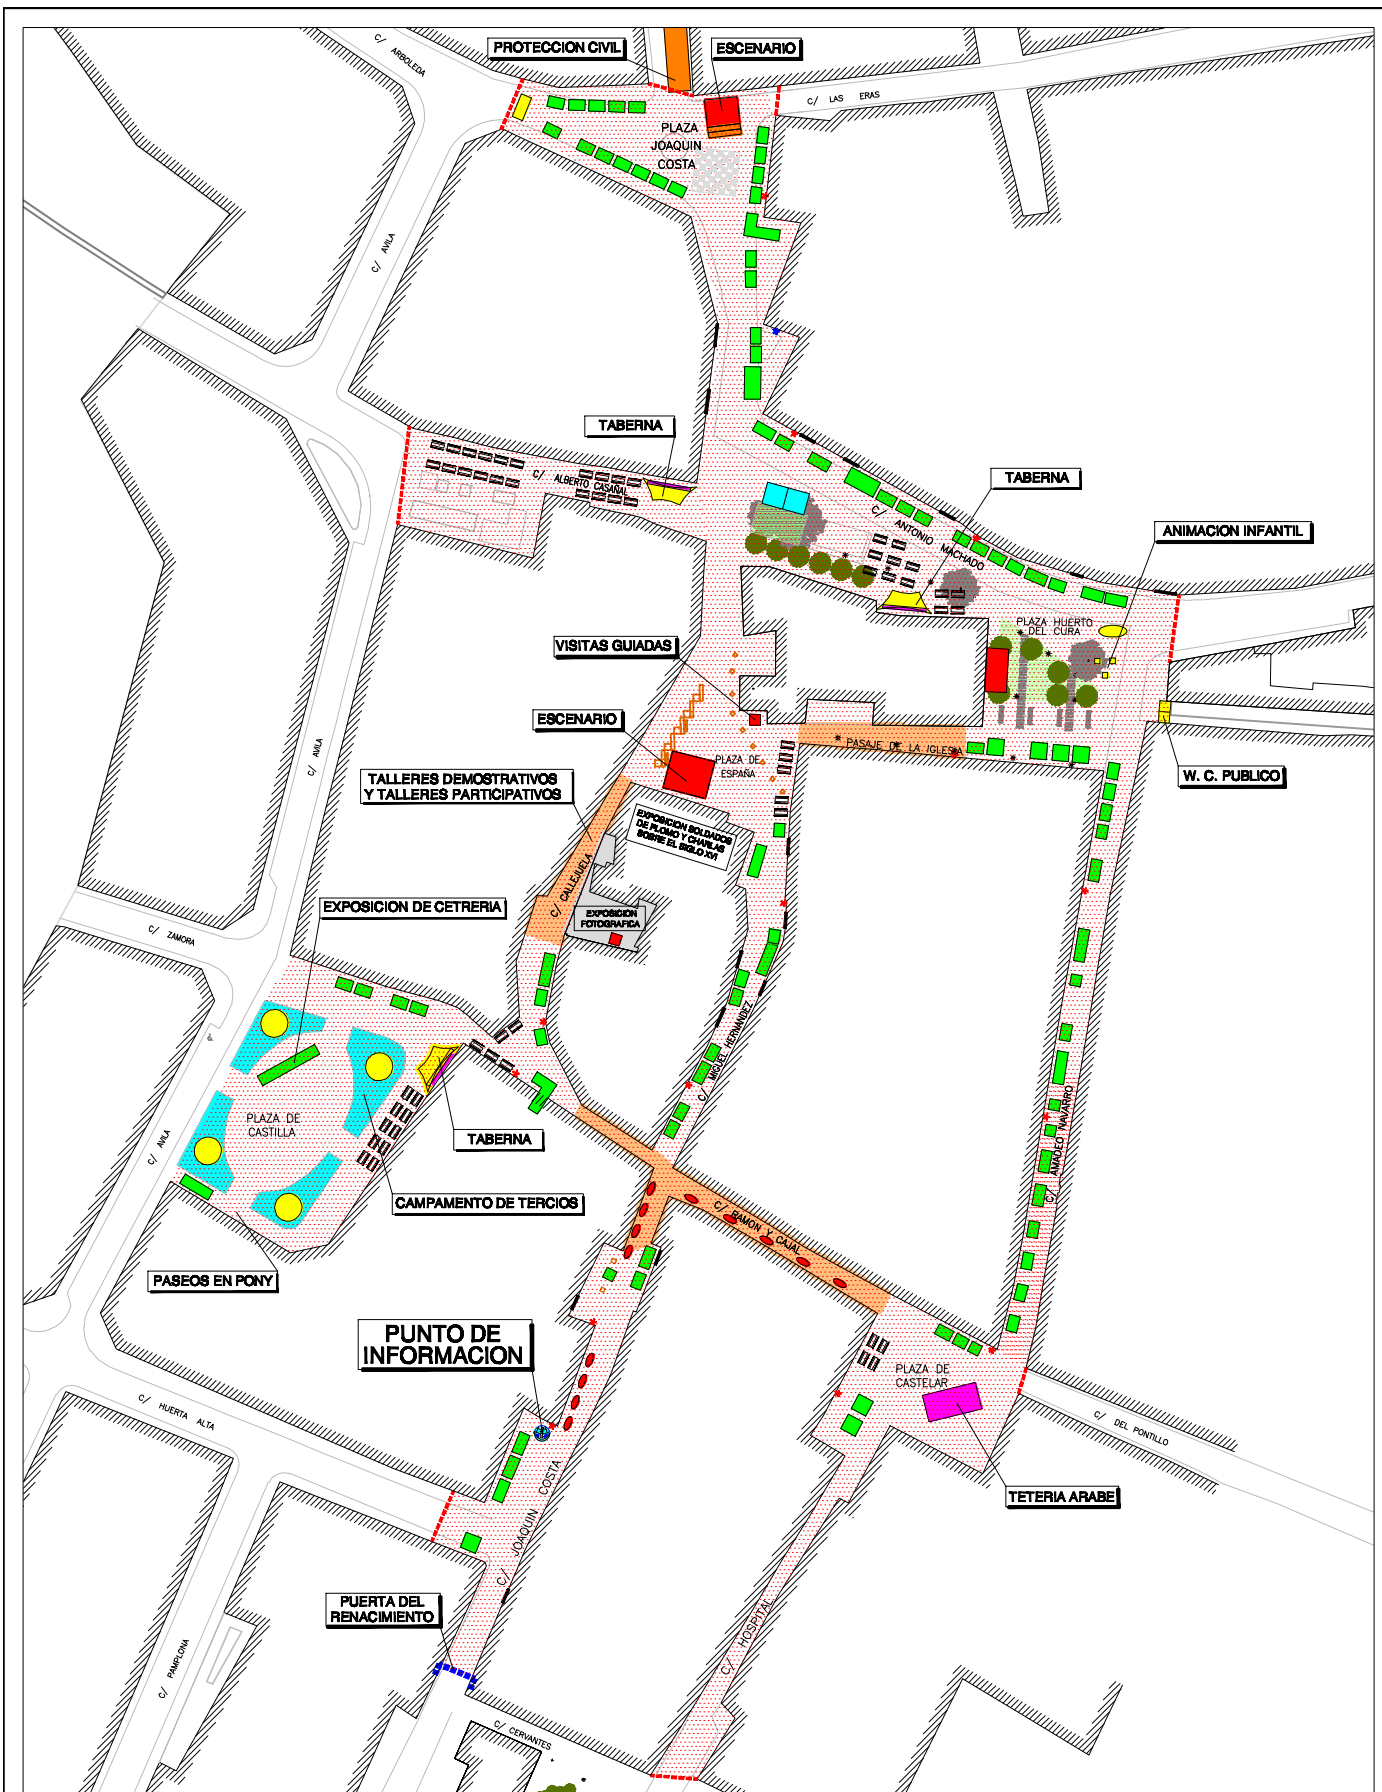 C/ ARBOLEDA
PROTECCION CIVIL
ESCENARIO
C/ LAS ERAS
PLAZA
JOAQUIN
COSTA
C/ AVILA
TABERNA
C/ ALBERTO CASAÑAL
TABERNA
C/ ANTONIO MACHADO
ANIMACION INFANTIL
PLAZA HUERTO
DEL CURA
VISITAS GUIADAS
ESCENARIO
PASAJE DE LA IGLESIA
PLAZA DE
ESPAÑA
C/ AVILA
W. C. PUBLICO
TALLERES DEMOSTRATIVOS
Y TALLERES PARTICIPATIVOS
EXPOSICION SOLDADOS
DE PLOMO Y CHARLAS
SOBRE EL SIGLO XVI
C/ CALLEJUELA
EXPOSICION DE CETRERIA
EXPOSICION
FOTOGRAFICA
C/ ZAMORA
C/ MIGUEL HERNANDEZ
PLAZA DE
CASTILLA
C/ AVILA
TABERNA
C/ AMADEO NAVARRO
CAMPAMENTO DE TERCIOS
C/ RAMON Y CAJAL
PASEOS EN PONY
PUNTO DE
INFORMACION
PLAZA DE
CASTELAR
C/ HUERTA ALTA
C/ DEL PONTILLO
TETERIA ARABE
C/ JOAQUIN COSTA
PUERTA DEL
RENACIMIENTO
C/ HOSPITAL
C/ PAMPLONA
C/ CERVANTES